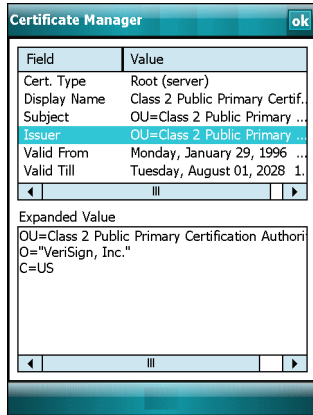 Certificate Manager ok
Field Value
Cert. Type Root (server)
Display Name Class 2 Public Primary Certif...
Subject OU=Class 2 Public Primary ...
Issuer OU=Class 2 Public Primary ...
Valid From Monday, January 29, 1996 ...
Valid Till Tuesday, August 01, 2028 1...
Expanded Value
OU=Class 2 Public Primary Certification Authori
O="VeriSign, Inc."
C=US